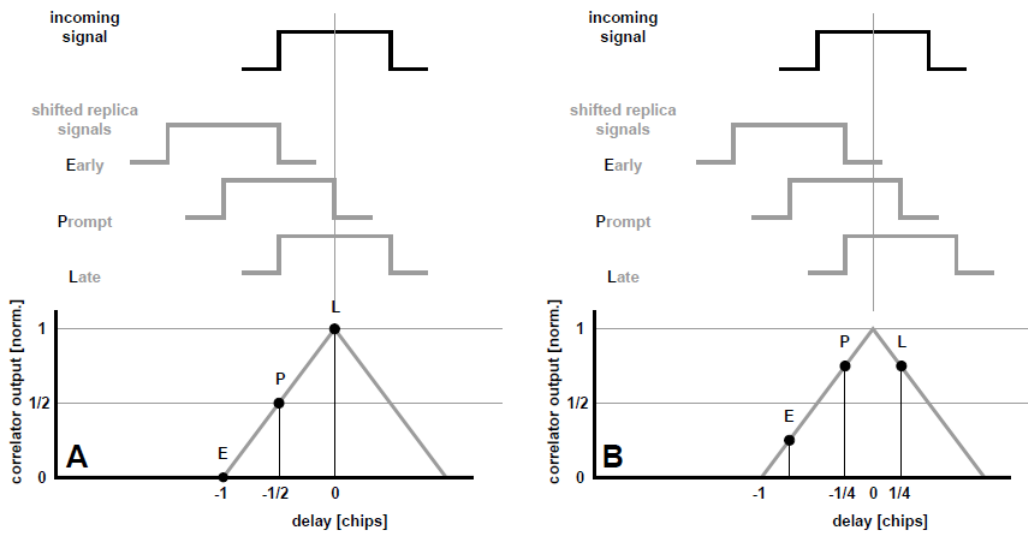 incoming
signal
shifted replica
signals
Early
Prompt
Late
correlator output [norm.]
1
1/2
0
A
E
P
L
-1
-1/2
0
delay [chips]
incoming
signal
shifted replica
signals
Early
Prompt
Late
correlator output [norm.]
1
1/2
0
B
E
P
L
-1
-1/4
0
1/4
delay [chips]